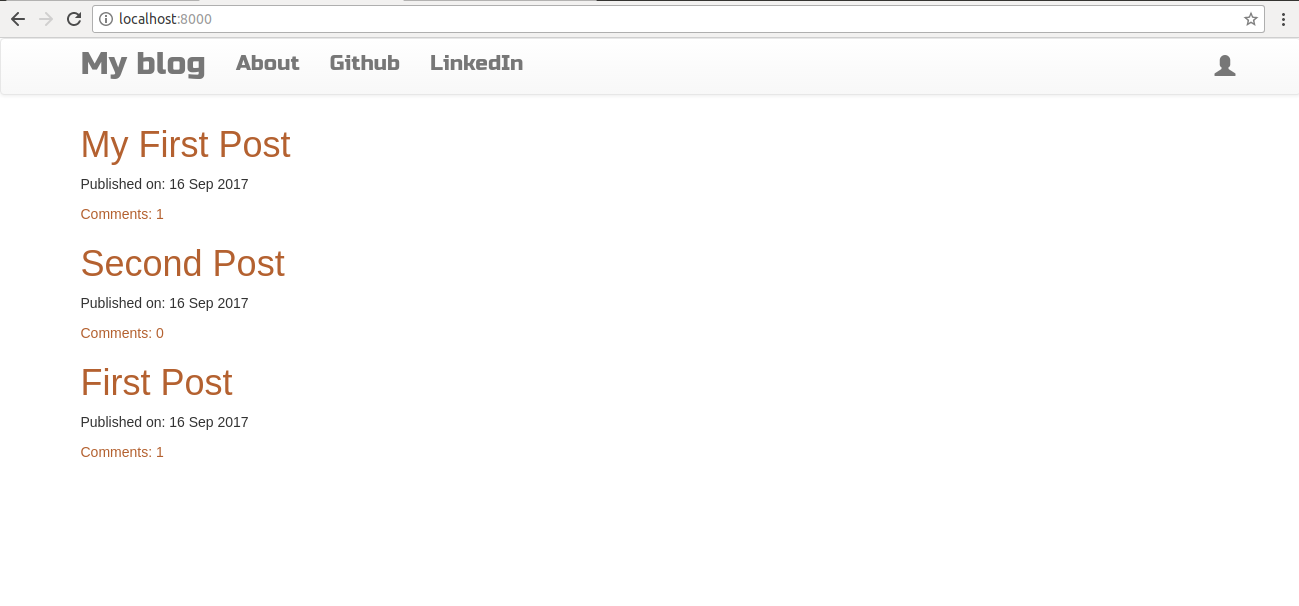 localhost:8000
My blog About Github LinkedIn
My First Post
Published on: 16 Sep 2017
Comments: 1
Second Post
Published on: 16 Sep 2017
Comments: 0
First Post
Published on: 16 Sep 2017
Comments: 1